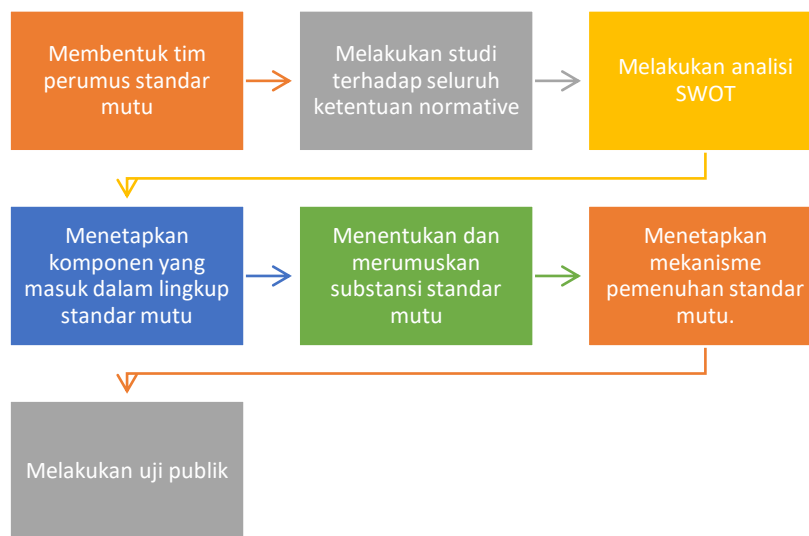 Membentuk tim
perumus standar
mutu
Melakukan studi
terhadap seluruh
ketentuan normative
Melakukan analisi
SWOT
Menetapkan
komponen yang
masuk dalam lingkup
standar mutu
Menentukan dan
merumuskan
substansi standar
mutu
Menetapkan
mekanisme
pemenuhan standar
mutu.
Melakukan uji publik